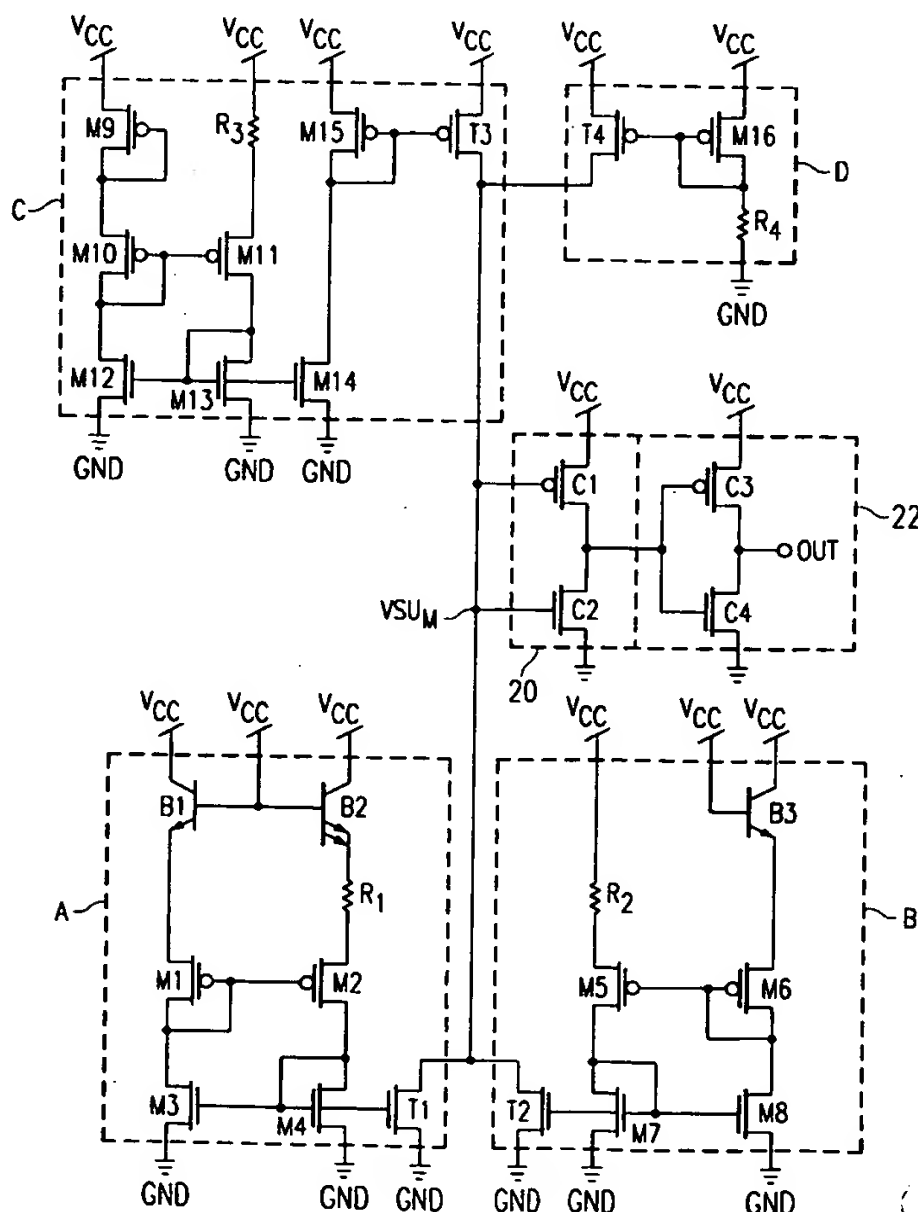 VCC VCC VCC VCC VCC VCC
M9 R3 M15 T3 T4 M16
C D
M10 M11 R4
GND
M12 M13 M14
GND GND GND
VCC VCC
C1 C3
22
OUT
VSUM C2 C4
20
VCC VCC VCC VCC VCC VCC
B1 B2 B3
A R1 R2 B
M1 M2 M5 M6
M3 M4 T1 T2 M7 M8
GND GND GND GND GND GND